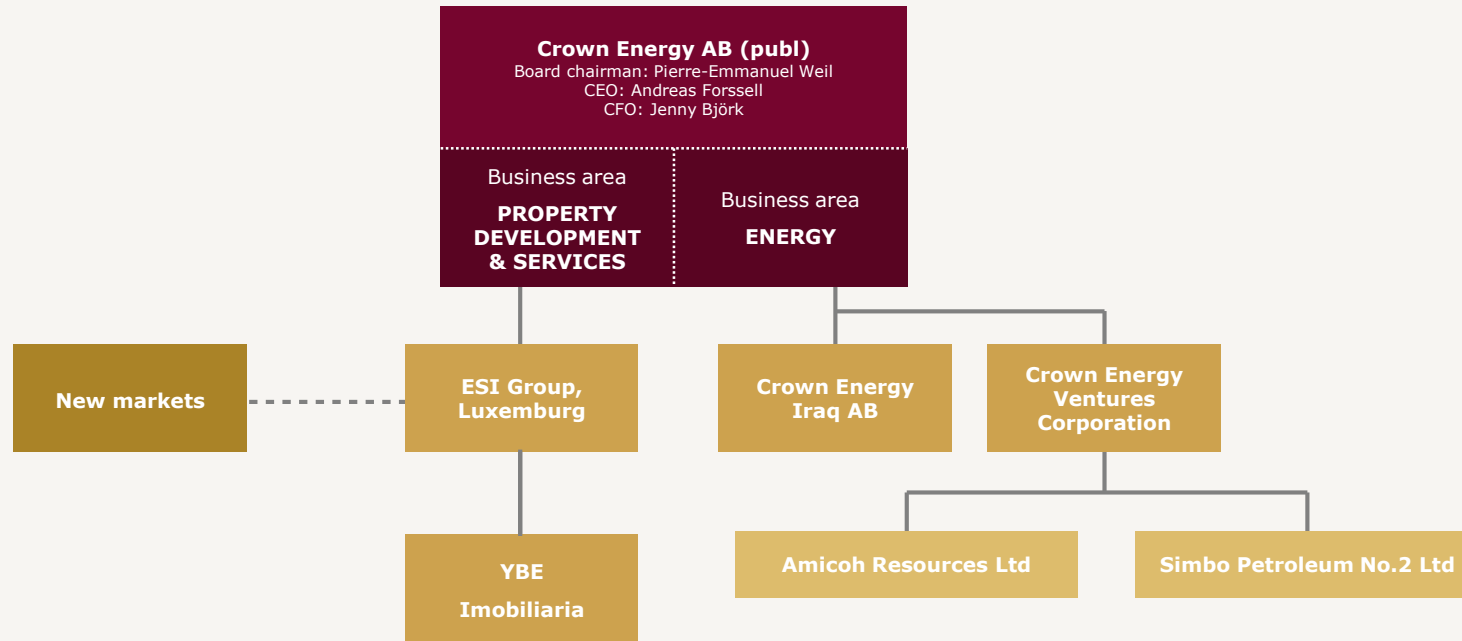 Crown Energy AB (publ)
Board chairman: Pierre-Emmanuel Weil
CEO: Andreas Forssell
CFO: Jenny Björk
Business area
PROPERTY
DEVELOPMENT
& SERVICES
Business area
ENERGY
New markets
ESI Group,
Luxemburg
Crown Energy
Iraq AB
Crown Energy
Ventures
Corporation
YBE
Imobiliaria
Amicoh Resources Ltd
Simbo Petroleum No.2 Ltd